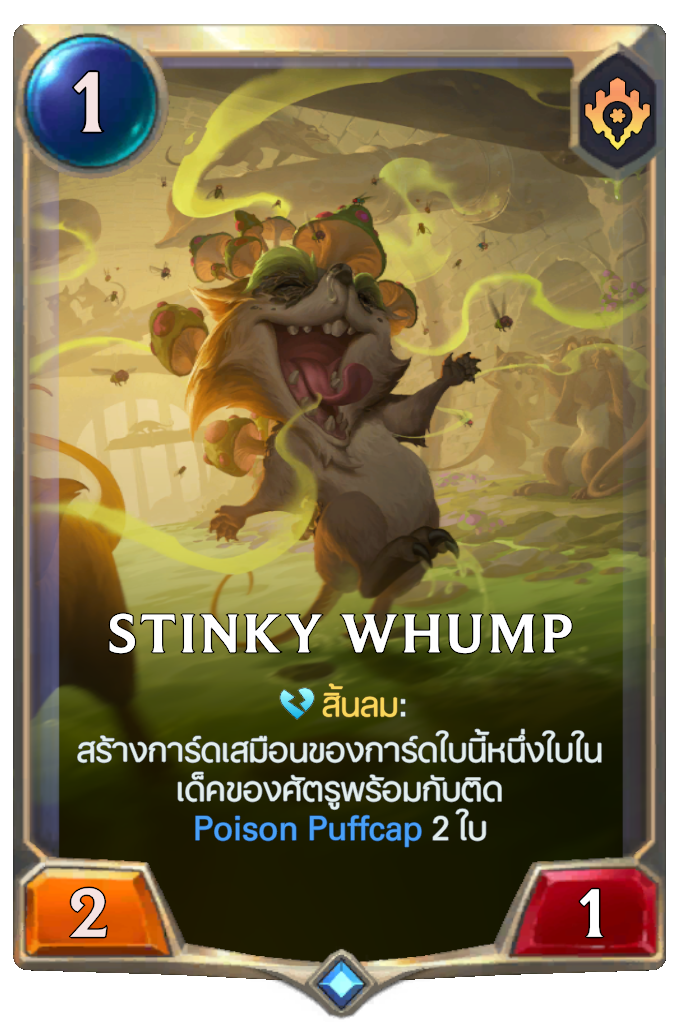 1
STINKY WHUMP
สิ้นลม:
สร้างการ์ดเสมือนของการ์ดใบนี้หนึ่งใบใน
เด็คของศัตรูพร้อมกับติด
Poison Puffcap 2 ใบ
2
1